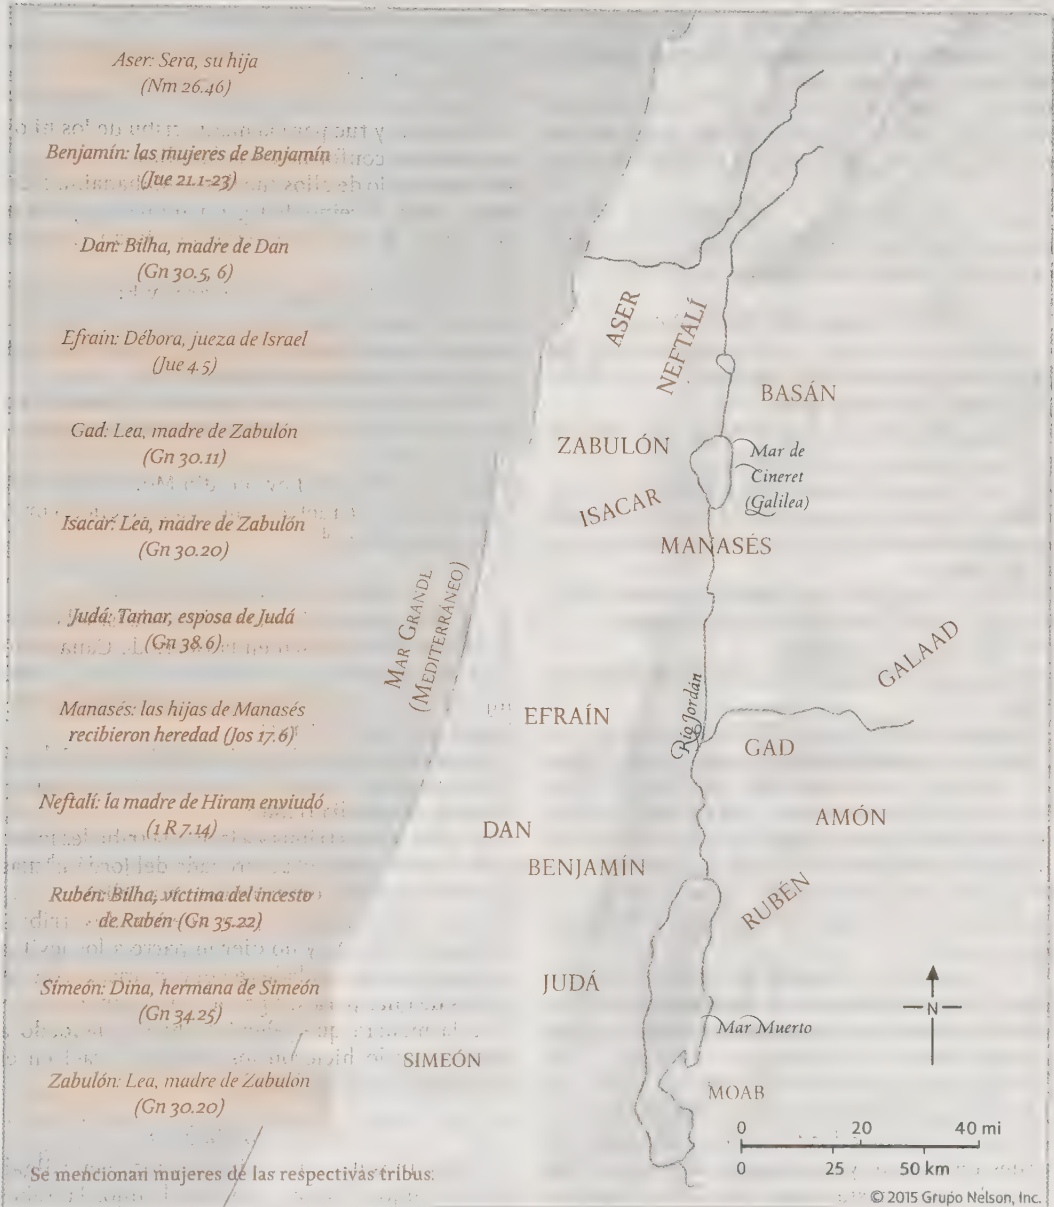 Aser: Sera, su hija
(Nm 26.46)
Benjamín: las mujeres de Benjamín
(Jue 21.1-23)
Dan: Bilha, madre de Dan
(Gn 30.5, 6)
Efraín: Débora, jueza de Israel
(Jue 4.5)
Gad: Lea, madre de Zabulón
(Gn 30.11)
Isacar: Lea, madre de Zabulón
(Gn 30.20)
Judá: Tamar, esposa de Judá
(Gn 38.6)
Manasés: las hijas de Manasés
recibieron heredad (Jos 17.6)
Neftalí: la madre de Hiram enviudó
(1 R 7.14)
Rubén: Bilha, víctima del incesto
de Rubén (Gn 35.22)
Simeón: Dina, hermana de Simeón
(Gn 34.25)
Zabulón: Lea, madre de Zabulón
(Gn 30.20)
Se mencionan mujeres de las respectivas tribus.
ASER
NEFTALÍ
BASÁN
ZABULÓN
Mar de
Cineret
(Galilea)
ISACAR
MANASÉS
MAR GRANDE
(MEDITERRÁNEO)
GALAAD
Río Jordán
EFRAÍN
GAD
AMÓN
DAN
BENJAMÍN
RUBÉN
JUDÁ
N
Mar Muerto
SIMEÓN
MOAB
0 20 40 mi
0 25 50 km
© 2015 Grupo Nelson, Inc.